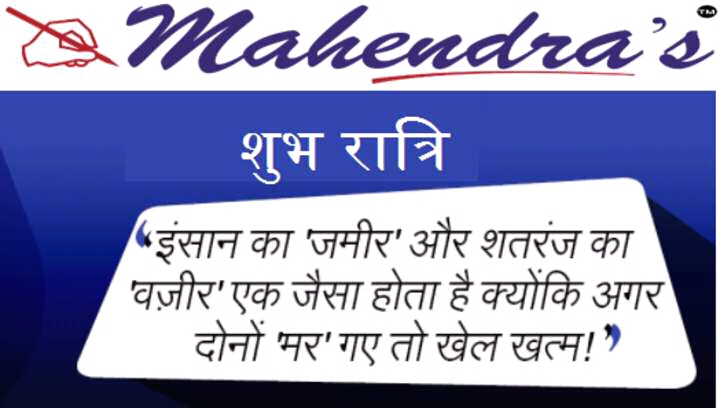 Mahendra's TM
शुभ रात्रि
❛इंसान का 'जमीर' और शतरंज का
'वज़ीर' एक जैसा होता है क्योंकि अगर
दोनों 'मर' गए तो खेल खत्म!❜